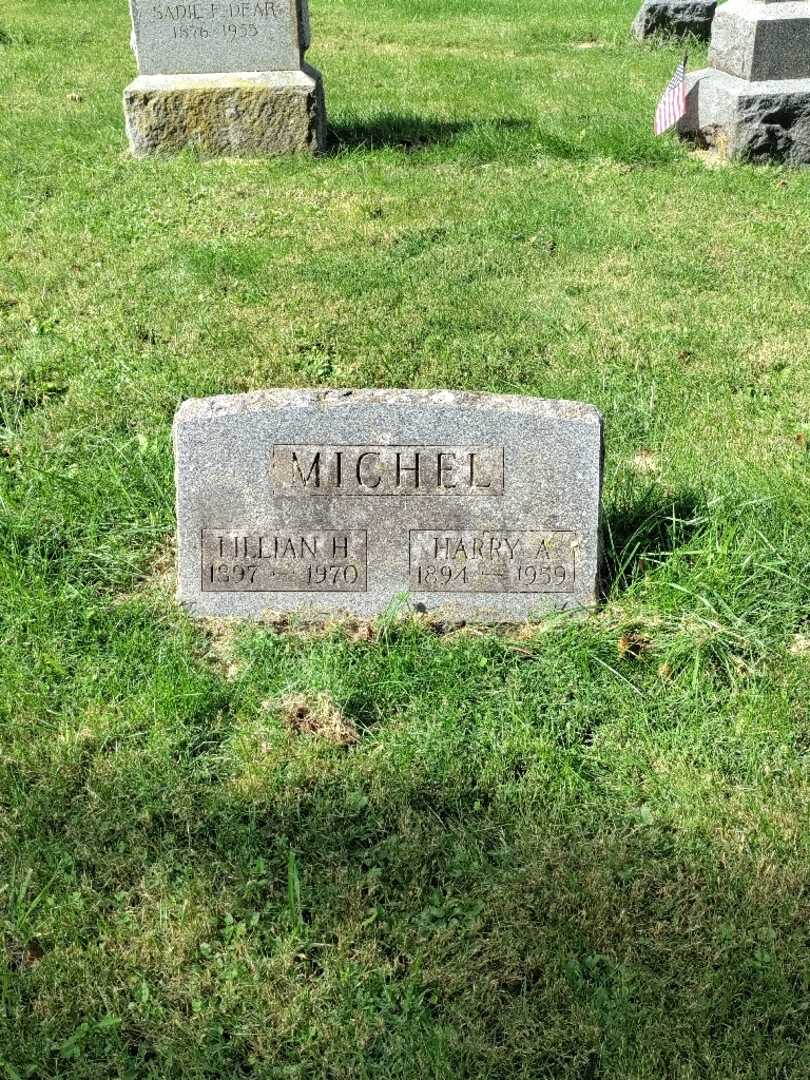 SADIE F. DEAR
1876 1955
MICHEL
LILLIAN H.
1897 — 1970
HARRY A.
1894 — 1959